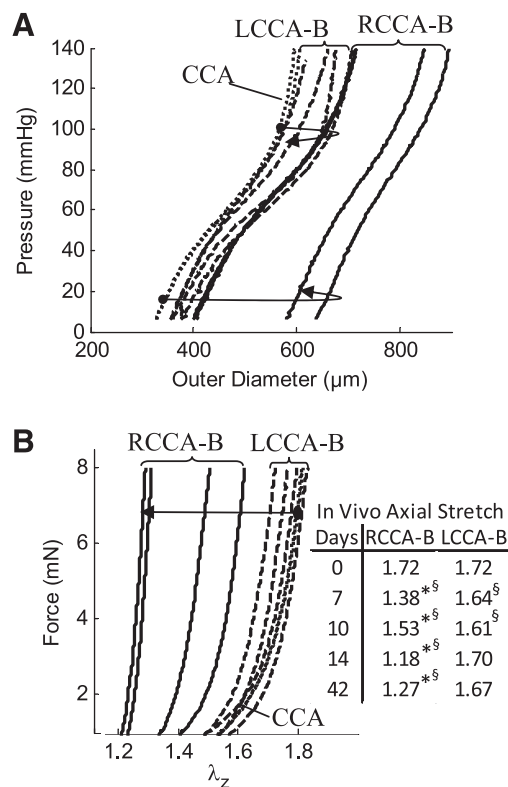 A
LCCA-B
RCCA-B
CCA
140
120
100
80
60
40
20
0
Pressure (mmHg)
200
400
600
800
Outer Diameter (µm)
B
RCCA-B
LCCA-B
8
6
4
2
Force (mN)
CCA
1.2
1.4
1.6
1.8
λz
In Vivo Axial Stretch
Days RCCA-B LCCA-B
0 1.72 1.72
7 1.38*§ 1.64§
10 1.53*§ 1.61§
14 1.18*§ 1.70
42 1.27*§ 1.67